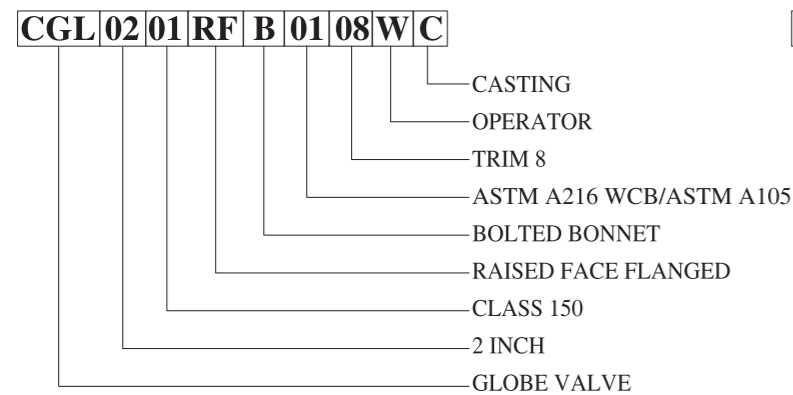 CGL 02 01 RF B 01 08 W C
CASTING
OPERATOR
TRIM 8
ASTM A216 WCB/ASTM A105
BOLTED BONNET
RAISED FACE FLANGED
CLASS 150
2 INCH
GLOBE VALVE